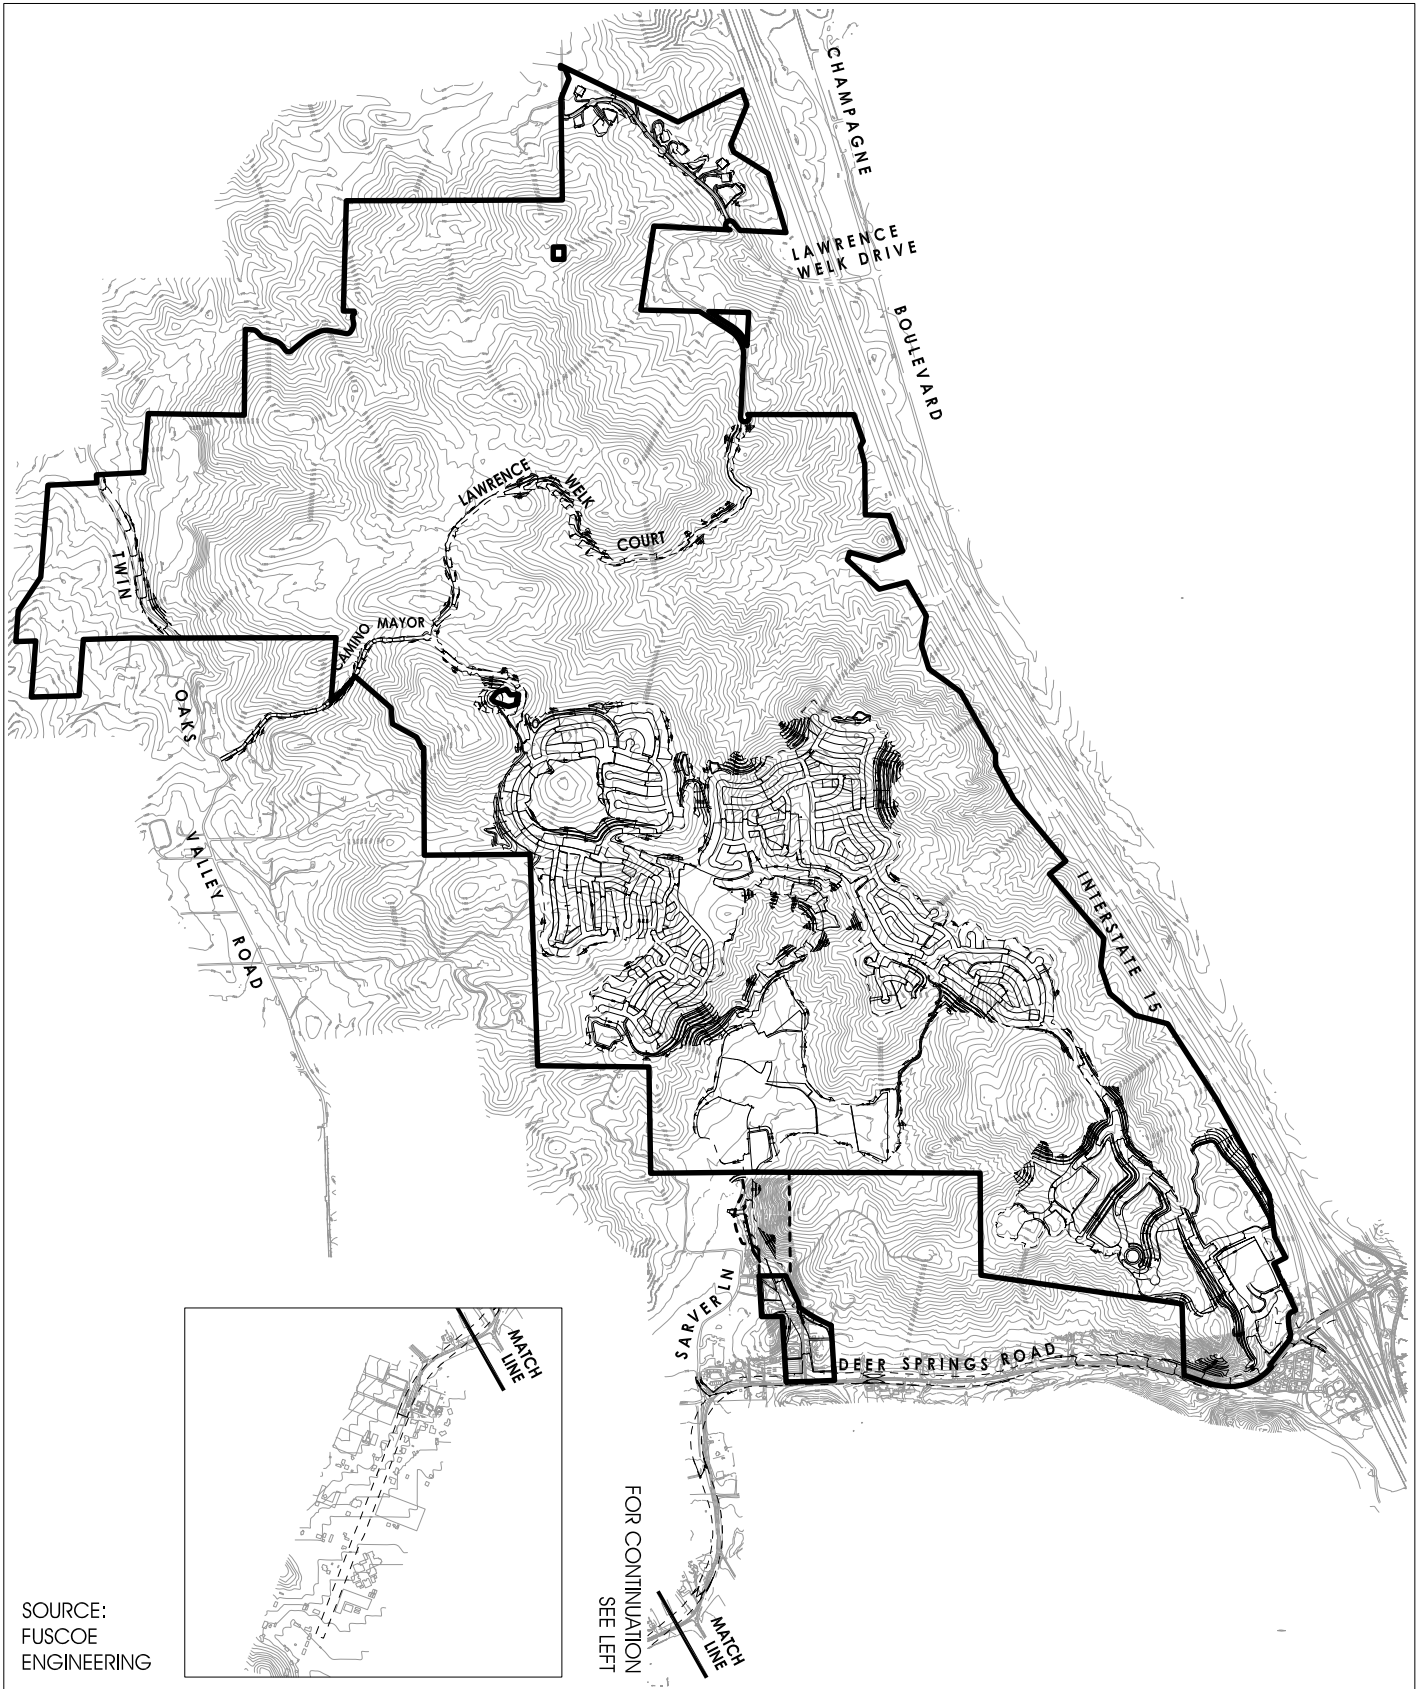 CHAMPAGNE
LAWRENCE
WELK DRIVE
BOULEVARD
LAWRENCE
WELK
COURT
TWIN
CAMINO
MAYOR
OAKS
VALLEY
ROAD
INTERSTATE 15
SARVER LN
DEER SPRINGS ROAD
MATCH
LINE
FOR CONTINUATION
SEE LEFT
MATCH
LINE
SOURCE:
FUSCOE
ENGINEERING